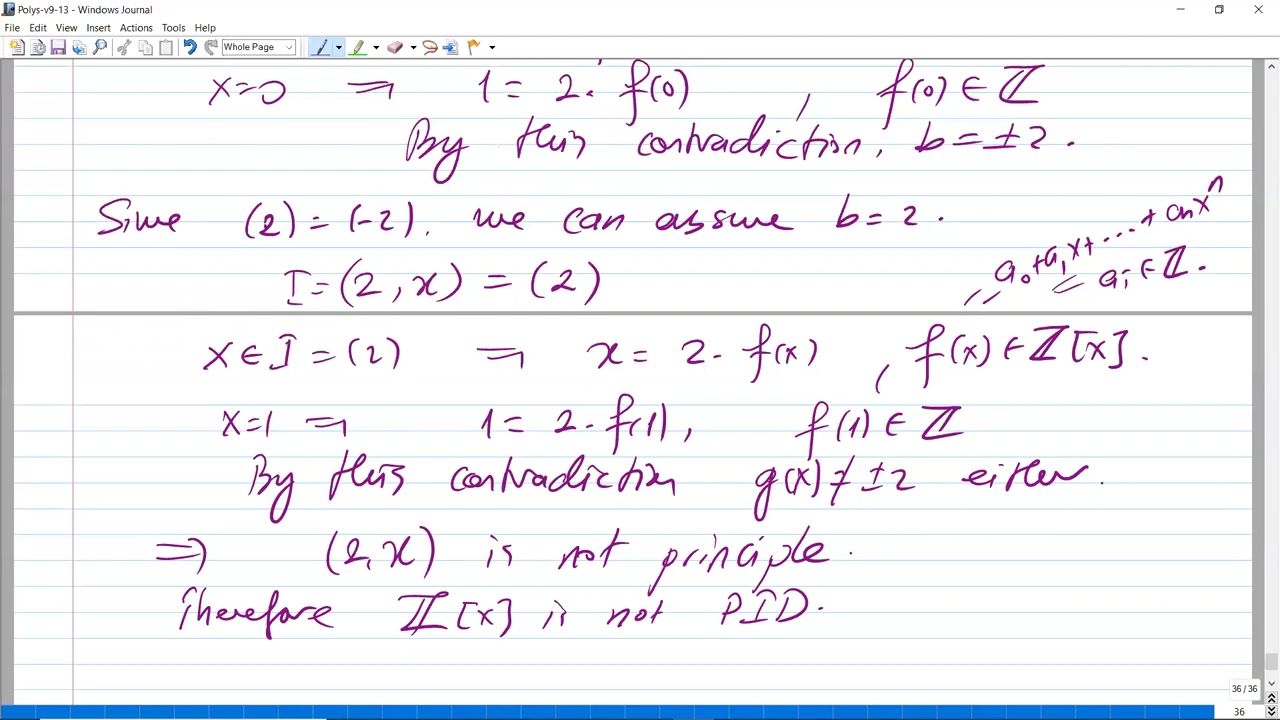 Polys-v9-13 - Windows Journal
File Edit View Insert Actions Tools Help
Whole Page
x=0 ⇒ 1 = 2. f(0) , f(0) ∈ ℤ
By this contradiction, b = ±2 .
Sinve (2) = (-2), we can assume b = 2 .
a₀+a₁x+ ..... + anxⁿ
aᵢ ∈ ℤ .
I = (2, x) = (2)
x ∈ I = (2) ⇒ x = 2. f(x) , f(x) ∈ ℤ[x] .
x=1 ⇒ 1 = 2. f(1), f(1) ∈ ℤ
By this contradiction g(x) ≠ ±2 either .
⇒ (2, x) is not principle .
Therefore ℤ[x] is not PID.
36 / 36
36